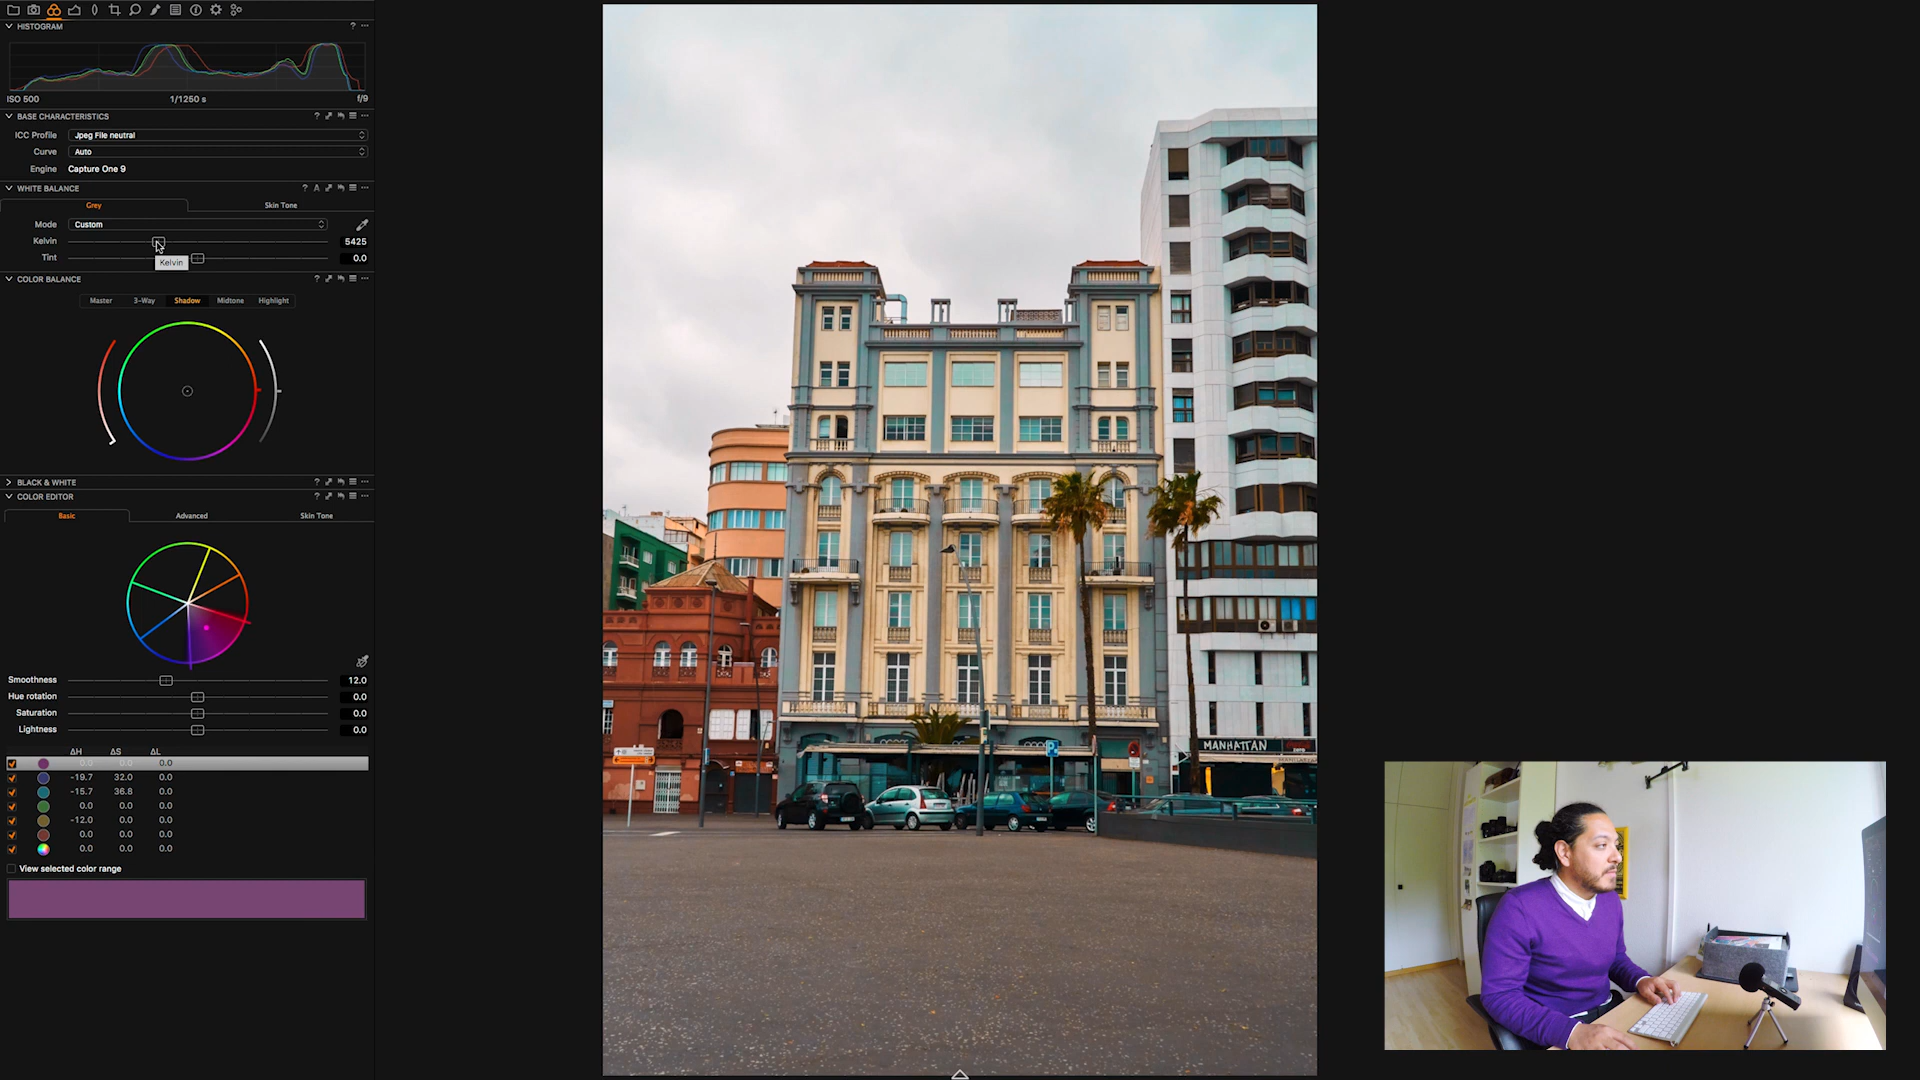 HISTOGRAM ? ...
ISO 500 1/1250 s f/9
BASE CHARACTERISTICS ? ...
ICC Profile Jpeg File neutral
Curve Auto
Engine Capture One 9
WHITE BALANCE ? A ...
Grey Skin Tone
Mode Custom
Kelvin 5425
Tint 0.0
Kelvin
COLOR BALANCE ? ...
Master 3-Way Shadow Midtone Highlight
BLACK & WHITE ? ...
COLOR EDITOR ? ...
Basic Advanced Skin Tone
Smoothness 12.0
Hue rotation 0.0
Saturation 0.0
Lightness 0.0
ΔH ΔS ΔL
0.0 0.0 0.0
-19.7 32.0 0.0
-15.7 36.8 0.0
0.0 0.0 0.0
-12.0 0.0 0.0
0.0 0.0 0.0
0.0 0.0 0.0
View selected color range
P
MANHATTAN